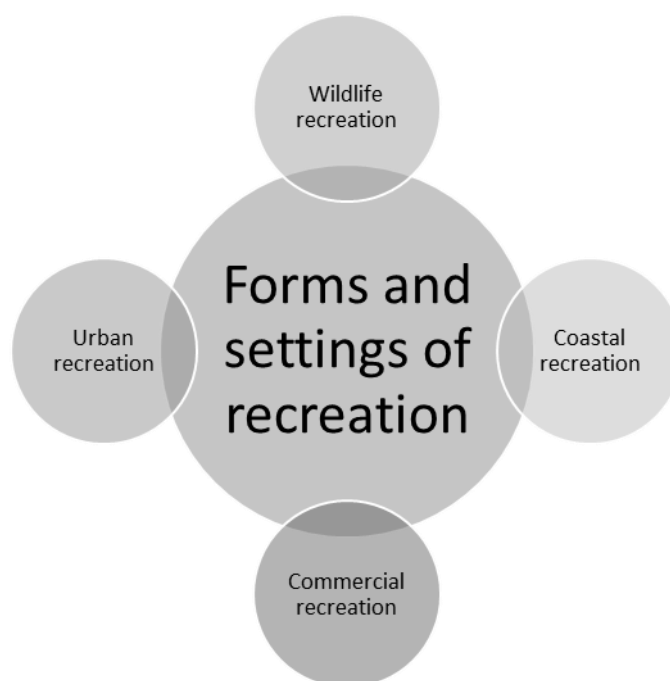 Wildlife
recreation
Forms and
settings of
recreation
Urban
recreation
Coastal
recreation
Commercial
recreation